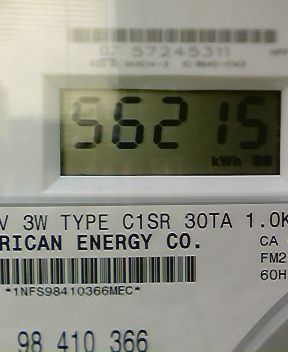 57245311
56215
kWh
V 3W TYPE C1SR 30TA 1.0K
RICAN ENERGY CO.
CA
FM2
60H
*1NFS98410366MEC*
98 410 366